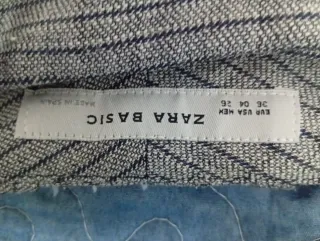 ZARA BASIC
EUR USA MEX
36 04 26
MADE IN SPAIN